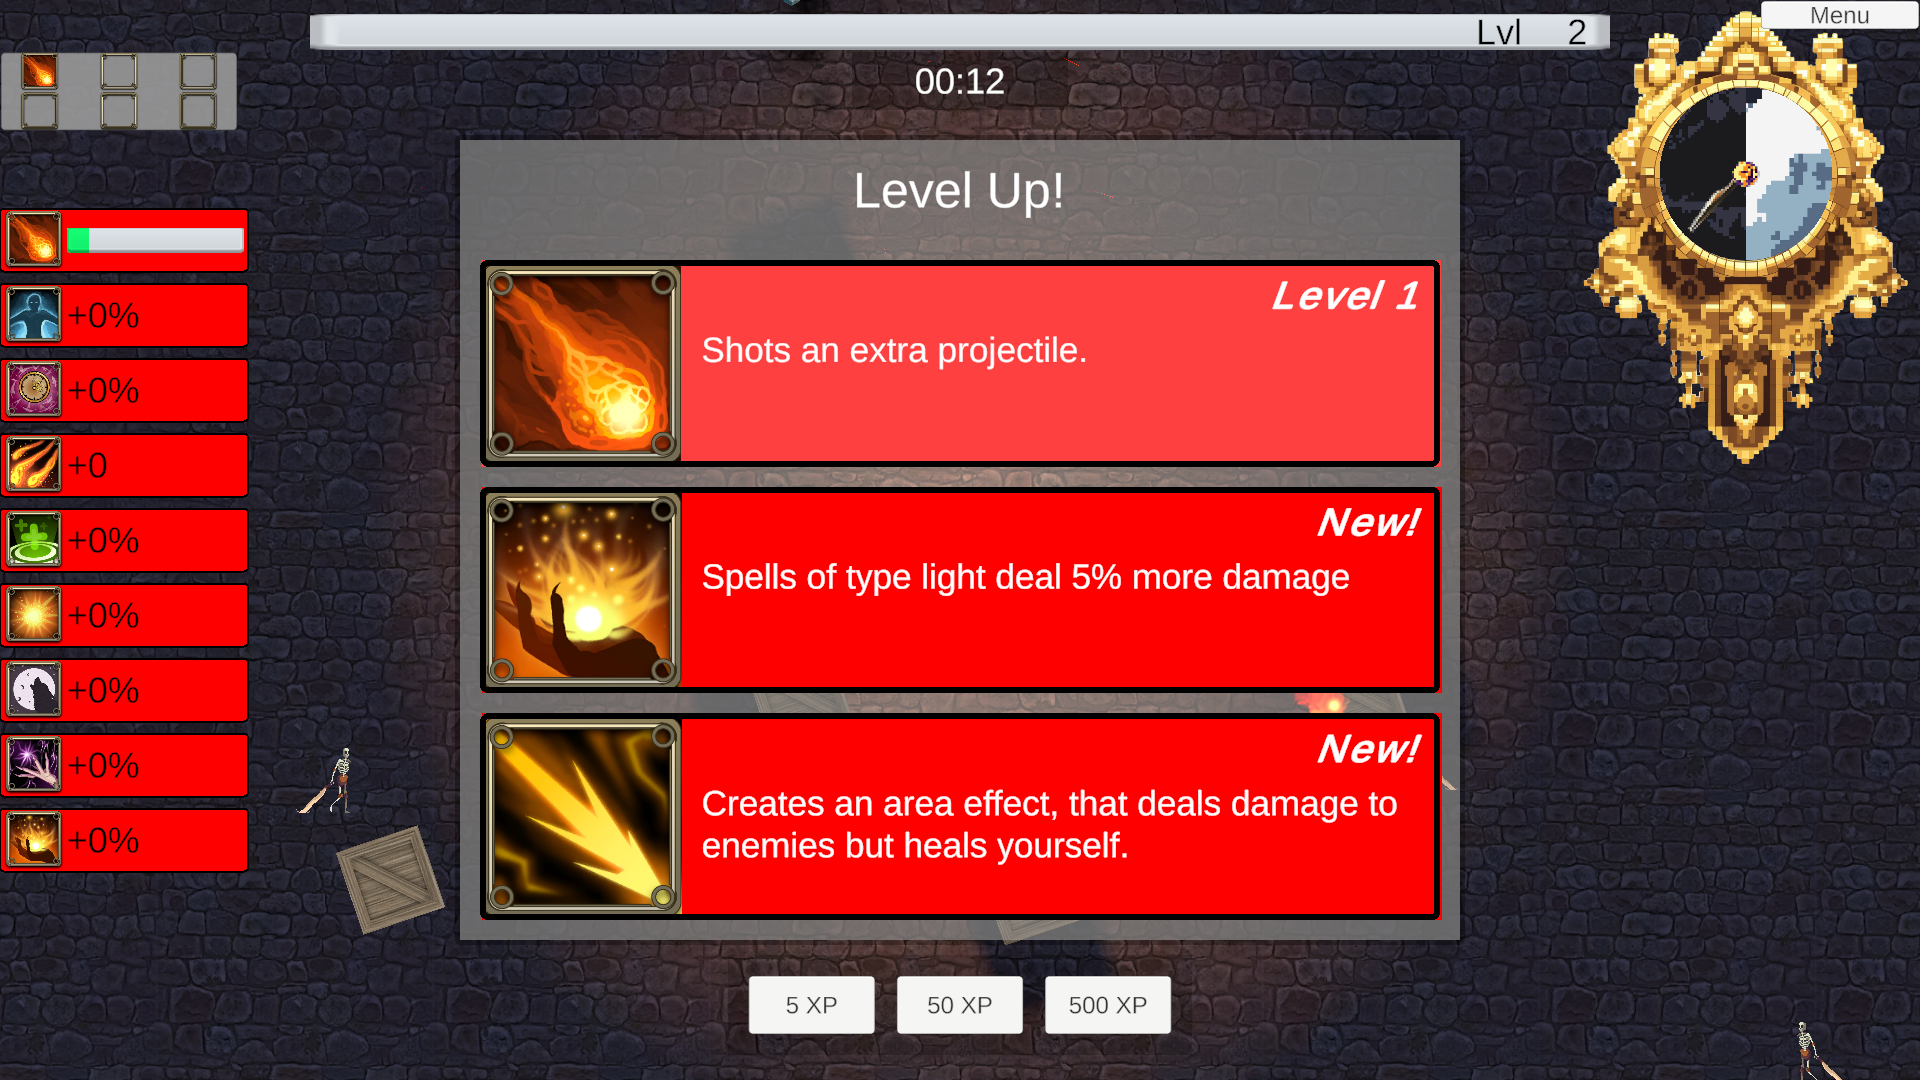 Menu
Lvl 2
00:12
Level Up!
Level 1
Shots an extra projectile.
New!
Spells of type light deal 5% more damage
New!
Creates an area effect, that deals damage to
enemies but heals yourself.
+0%
+0%
+0
+0%
+0%
+0%
+0%
+0%
5 XP
50 XP
500 XP